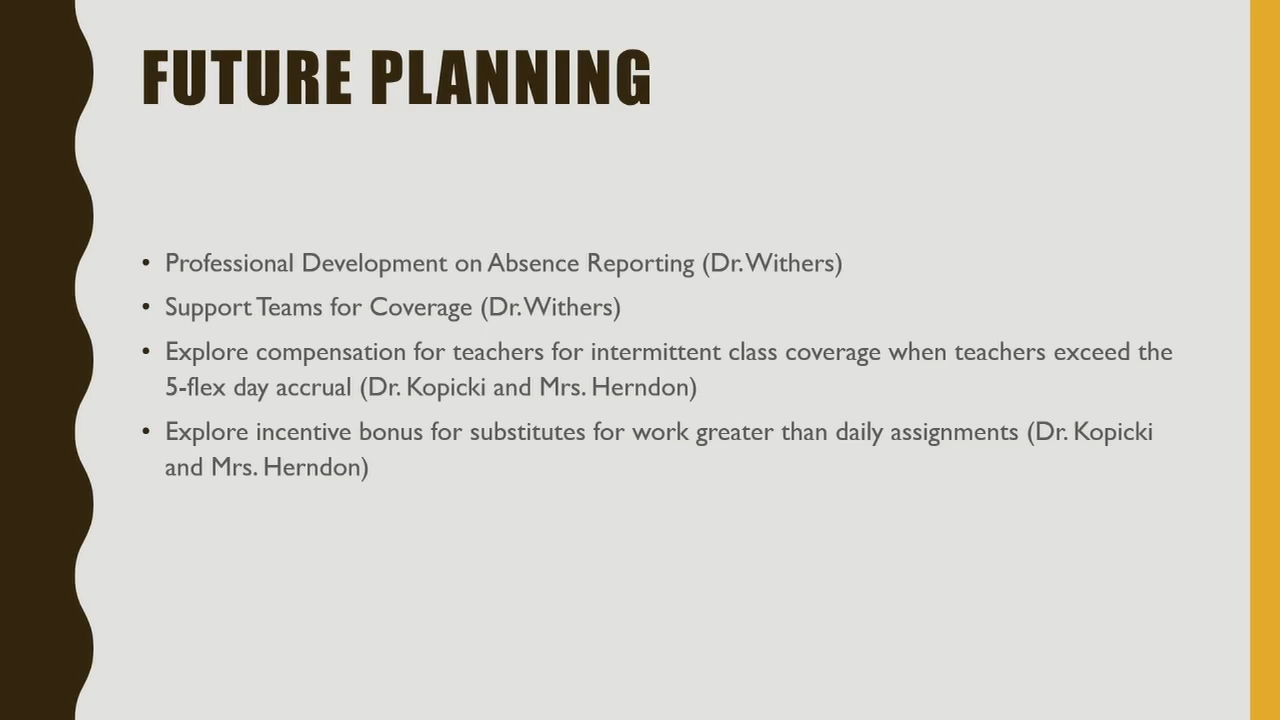 FUTURE PLANNING
• Professional Development on Absence Reporting (Dr. Withers)
• Support Teams for Coverage (Dr. Withers)
• Explore compensation for teachers for intermittent class coverage when teachers exceed the
5-flex day accrual (Dr. Kopicki and Mrs. Herndon)
• Explore incentive bonus for substitutes for work greater than daily assignments (Dr. Kopicki
and Mrs. Herndon)